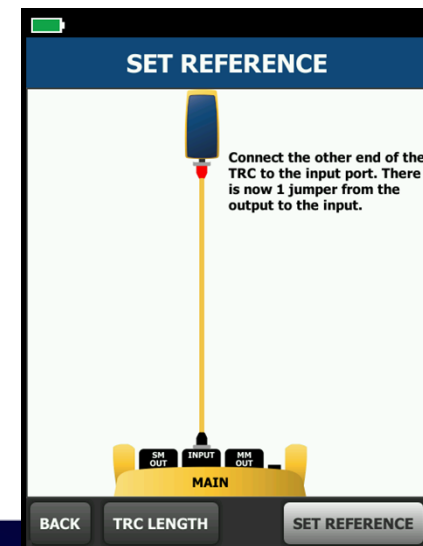 SET REFERENCE
Connect the other end of the
TRC to the input port. There
is now 1 jumper from the
output to the input.
SM OUT INPUT MM OUT
MAIN
BACK TRC LENGTH SET REFERENCE